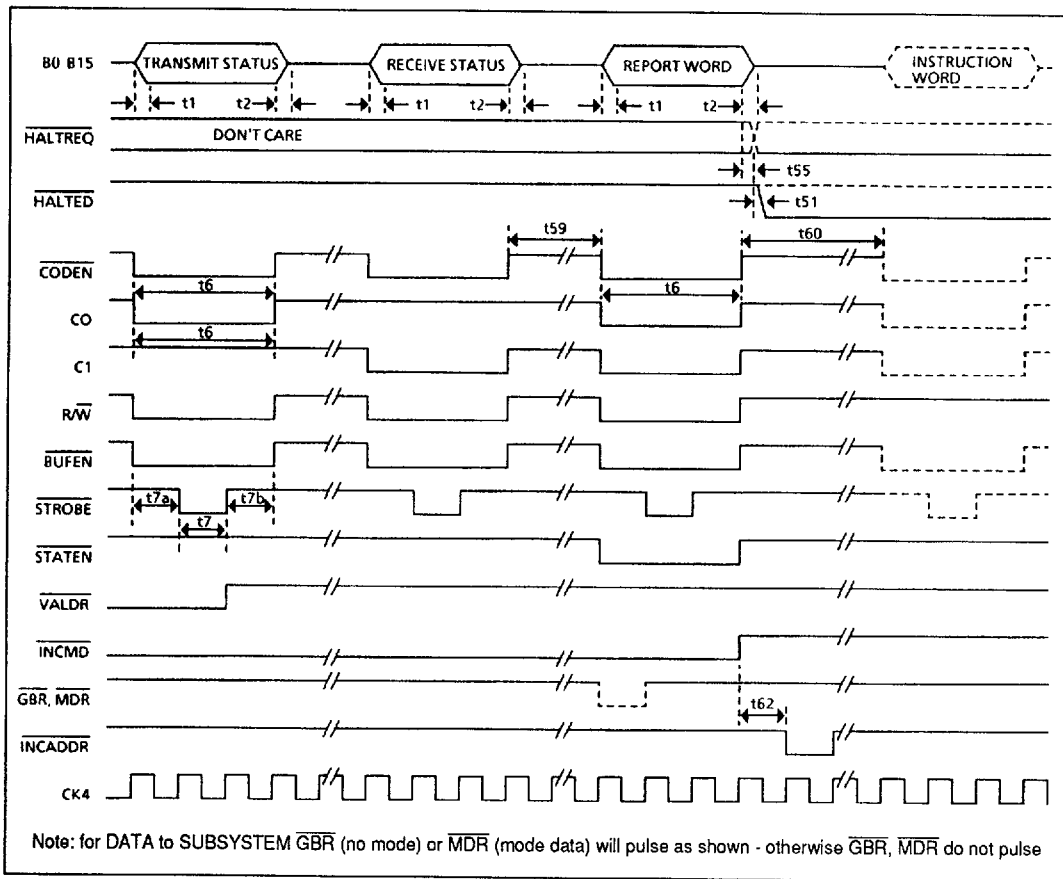 B0 B15 TRANSMIT STATUS RECEIVE STATUS REPORT WORD INSTRUCTION WORD
t1 t2 t1 t2 t1 t2
HALTREQ DON'T CARE
t55
HALTED t51
t59 t60
CODEN
t6 t6
CO
t6
C1
R/W
BUFEN
STROBE t7a t7b
t7
STATEN
VALDR
INCMD
GBR, MDR
t62
INCADDR
CK4
Note: for DATA to SUBSYSTEM GBR (no mode) or MDR (mode data) will pulse as shown - otherwise GBR, MDR do not pulse